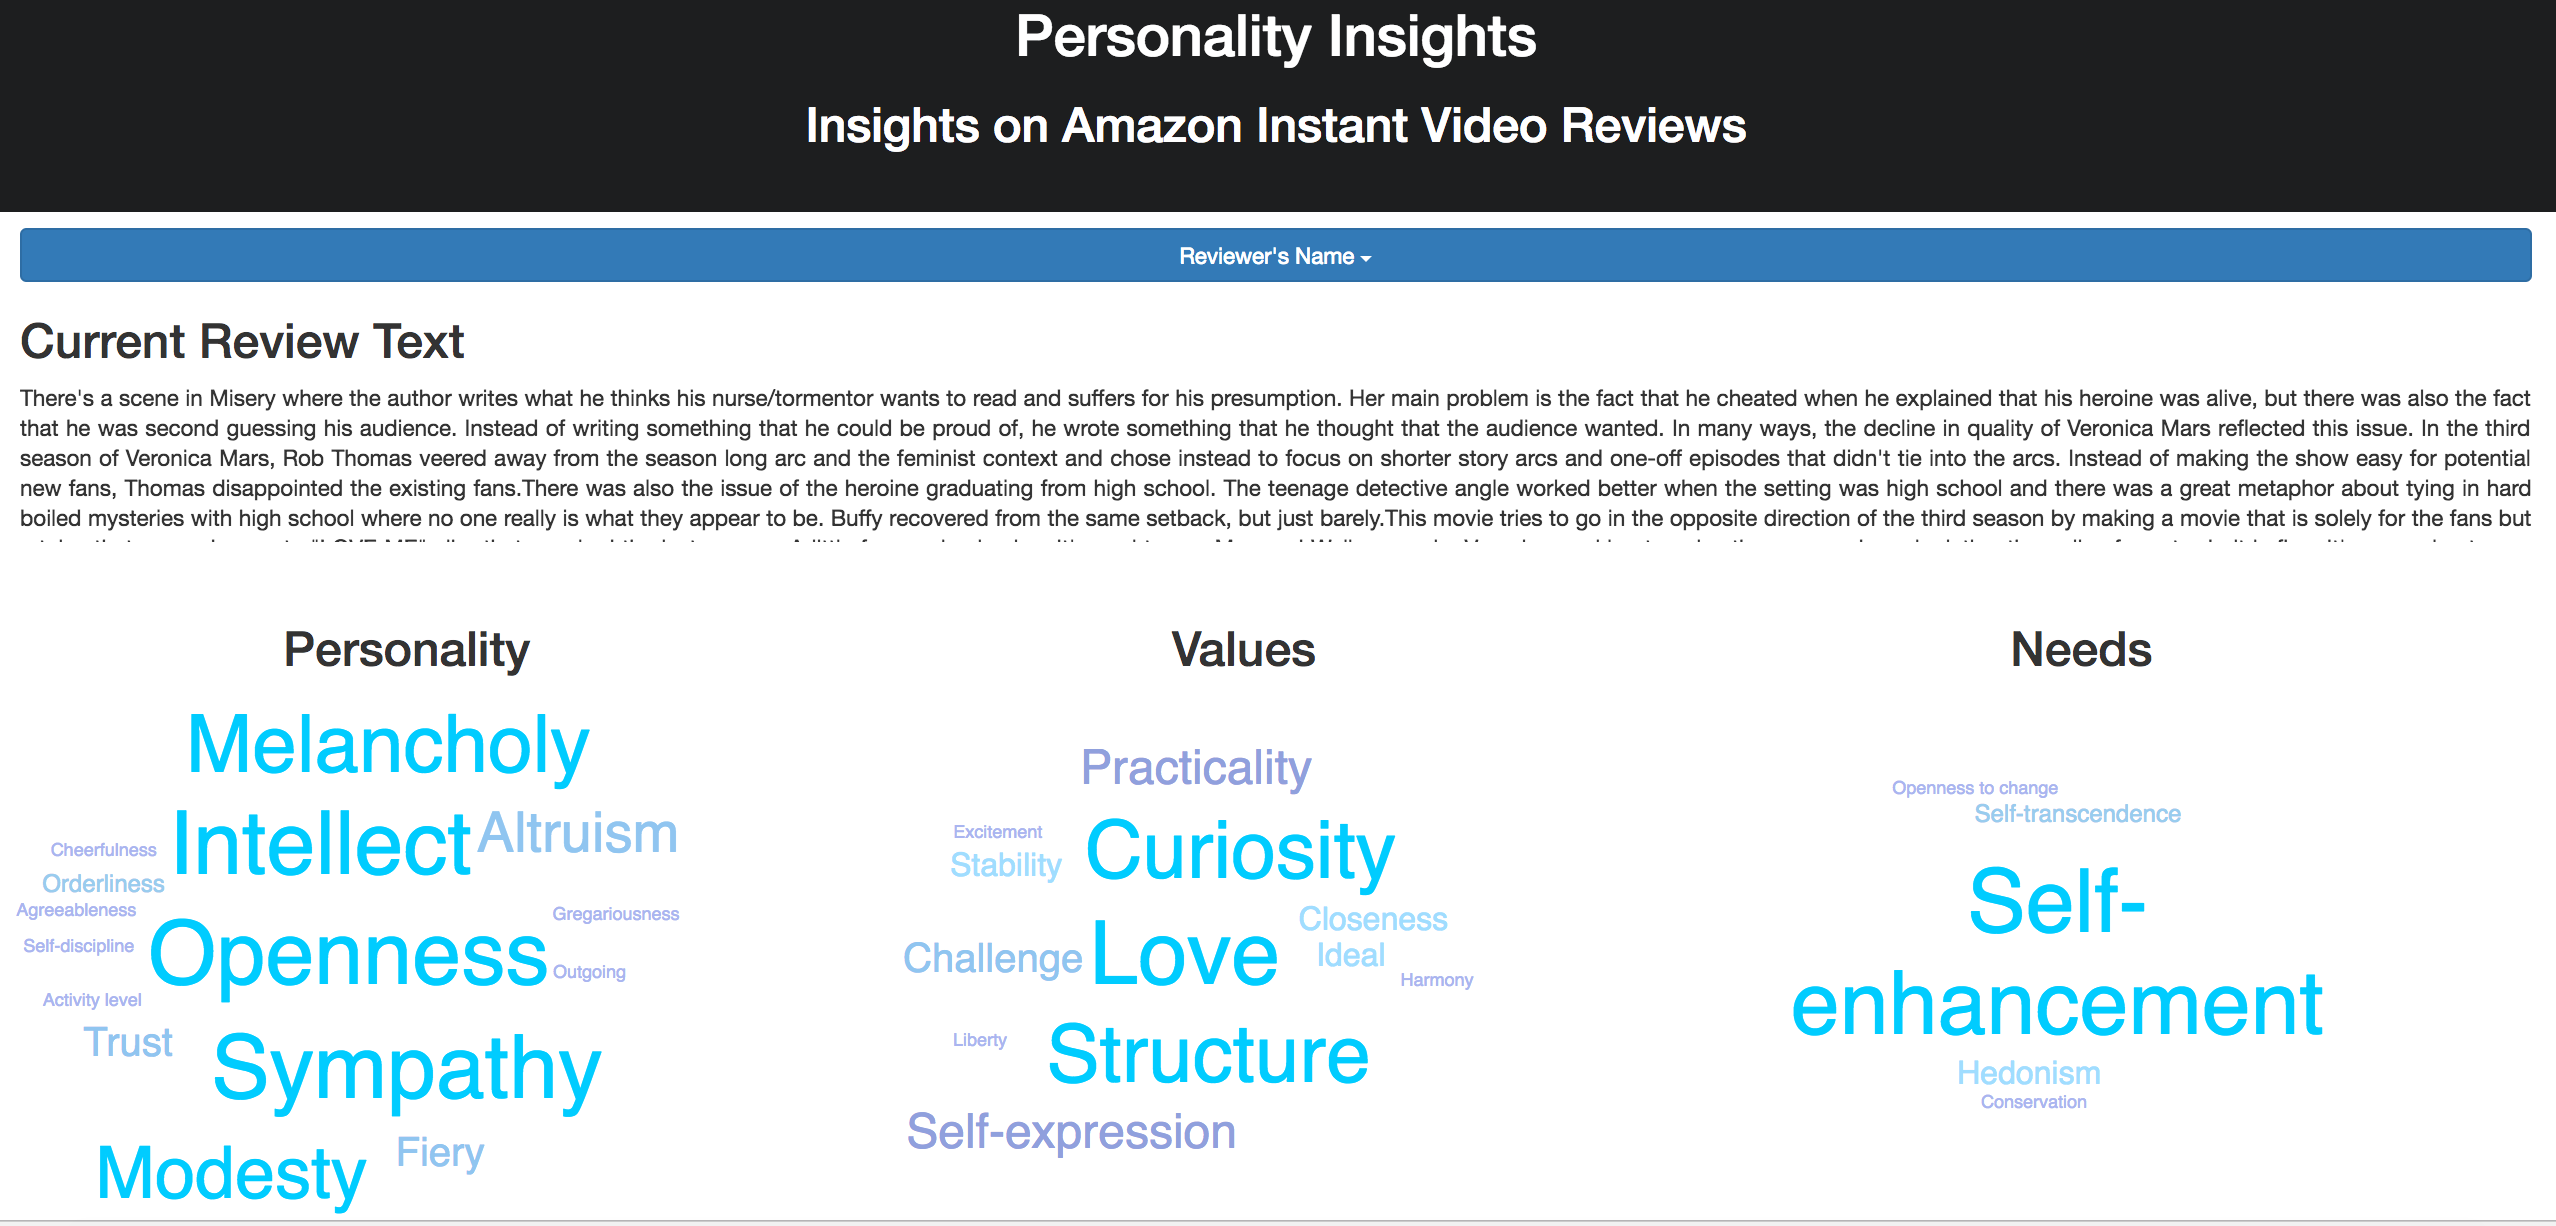 Personality Insights
Insights on Amazon Instant Video Reviews
Reviewer's Name
Current Review Text
There's a scene in Misery where the author writes what he thinks his nurse/tormentor wants to read and suffers for his presumption. Her main problem is the fact that he cheated when he explained that his heroine was alive, but there was also the fact
that he was second guessing his audience. Instead of writing something that he could be proud of, he wrote something that he thought that the audience wanted. In many ways, the decline in quality of Veronica Mars reflected this issue. In the third
season of Veronica Mars, Rob Thomas veered away from the season long arc and the feminist context and chose instead to focus on shorter story arcs and one-off episodes that didn't tie into the arcs. Instead of making the show easy for potential
new fans, Thomas disappointed the existing fans.There was also the issue of the heroine graduating from high school. The teenage detective angle worked better when the setting was high school and there was a great metaphor about tying in hard
boiled mysteries with high school where no one really is what they appear to be. Buffy recovered from the same setback, but just barely.This movie tries to go in the opposite direction of the third season by making a movie that is solely for the fans but
Personality
Melancholy
Intellect
Altruism
Cheerfulness
Orderliness
Agreeableness
Gregariousness
Self-discipline
Openness
Outgoing
Activity level
Trust
Sympathy
Fiery
Modesty
Values
Practicality
Excitement
Curiosity
Stability
Closeness
Challenge
Love
Ideal
Harmony
Liberty
Structure
Self-expression
Needs
Openness to change
Self-transcendence
Self-
enhancement
Hedonism
Conservation